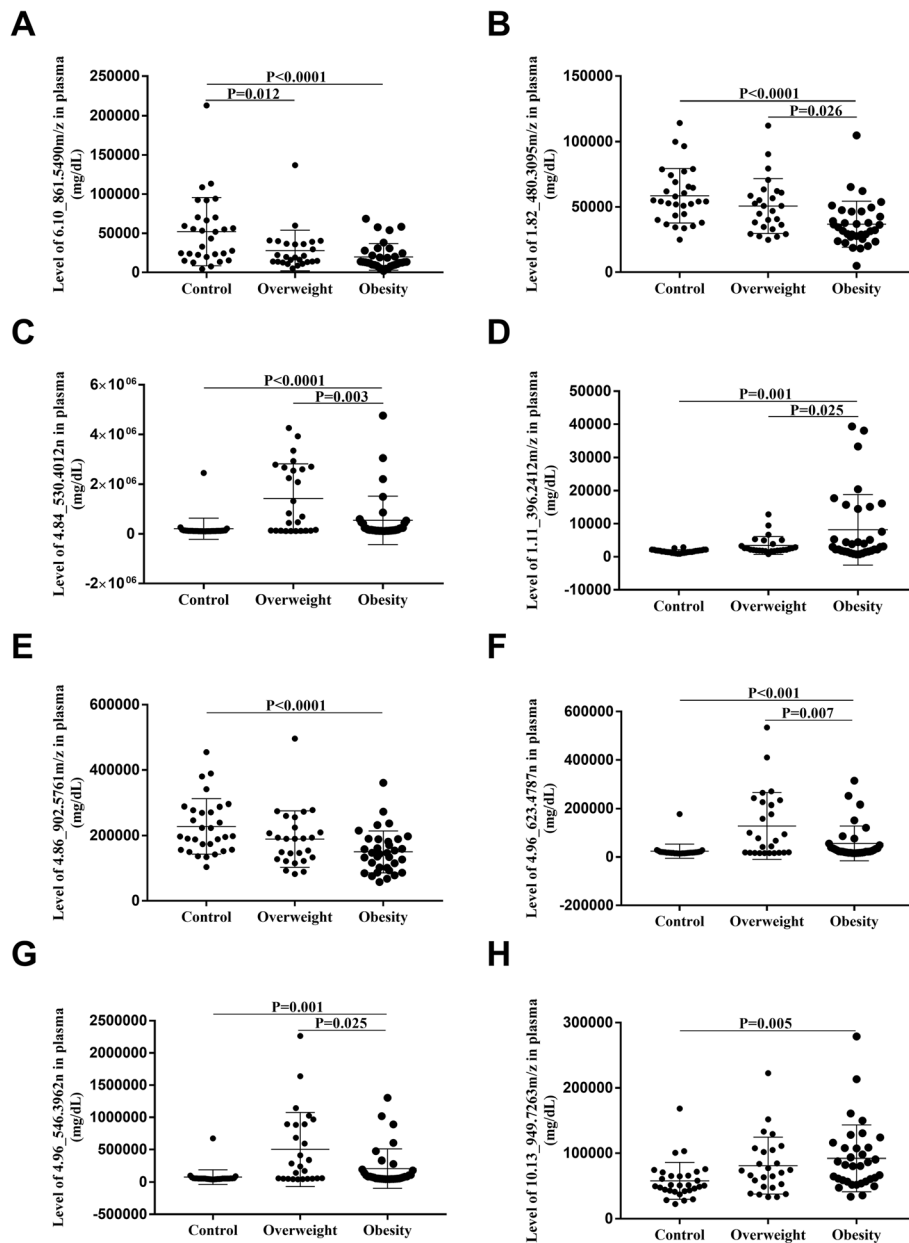 A
Level of 6.10_861.5490m/z in plasma
(mg/dL)
250000
200000
150000
100000
50000
0
P<0.0001
P=0.012
Control Overweight Obesity
B
Level of 1.82_480.3095m/z in plasma
(mg/dL)
150000
100000
50000
0
P<0.0001
P=0.026
Control Overweight Obesity
C
Level of 4.84_530.4012n in plasma
(mg/dL)
6×10⁰⁶
4×10⁰⁶
2×10⁰⁶
0
-2×10⁰⁶
P<0.0001
P=0.003
Control Overweight Obesity
D
Level of 1.11_396.2412m/z in plasma
(mg/dL)
50000
40000
30000
20000
10000
0
-10000
P=0.001
P=0.025
Control Overweight Obesity
E
Level of 4.86_902.5761m/z in plasma
(mg/dL)
600000
400000
200000
0
P<0.0001
Control Overweight Obesity
F
Level of 4.96_623.4787n in plasma
(mg/dL)
600000
400000
200000
0
-200000
P<0.001
P=0.007
Control Overweight Obesity
G
Level of 4.96_546.3962n in plasma
(mg/dL)
2500000
2000000
1500000
1000000
500000
0
-500000
P=0.001
P=0.025
Control Overweight Obesity
H
Level of 10.13_949.7263m/z in plasma
(mg/dL)
300000
200000
100000
0
P=0.005
Control Overweight Obesity